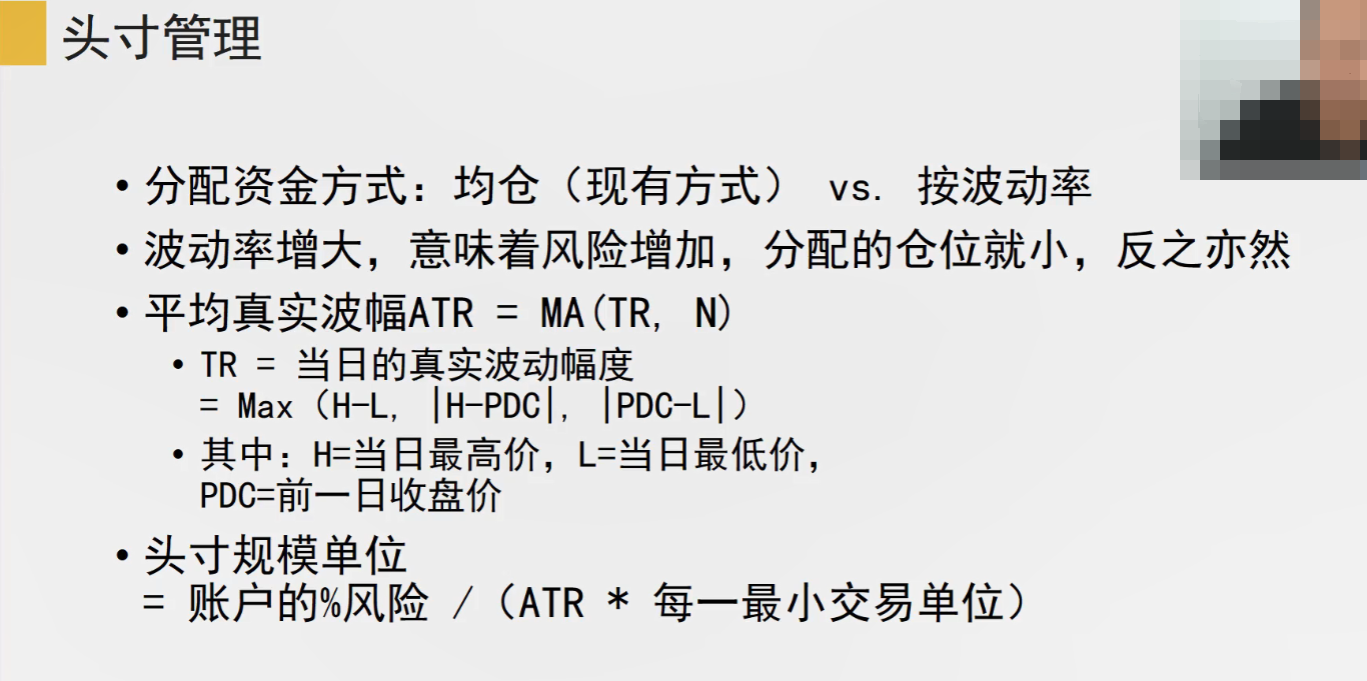 头寸管理
• 分配资金方式：均仓（现有方式） vs. 按波动率
• 波动率增大，意味着风险增加，分配的仓位就小，反之亦然
• 平均真实波幅ATR = MA(TR, N)
• TR = 当日的真实波动幅度
= Max（H-L, |H-PDC|, |PDC-L|）
• 其中：H=当日最高价，L=当日最低价，
PDC=前一日收盘价
• 头寸规模单位
= 账户的%风险 /（ATR * 每一最小交易单位）